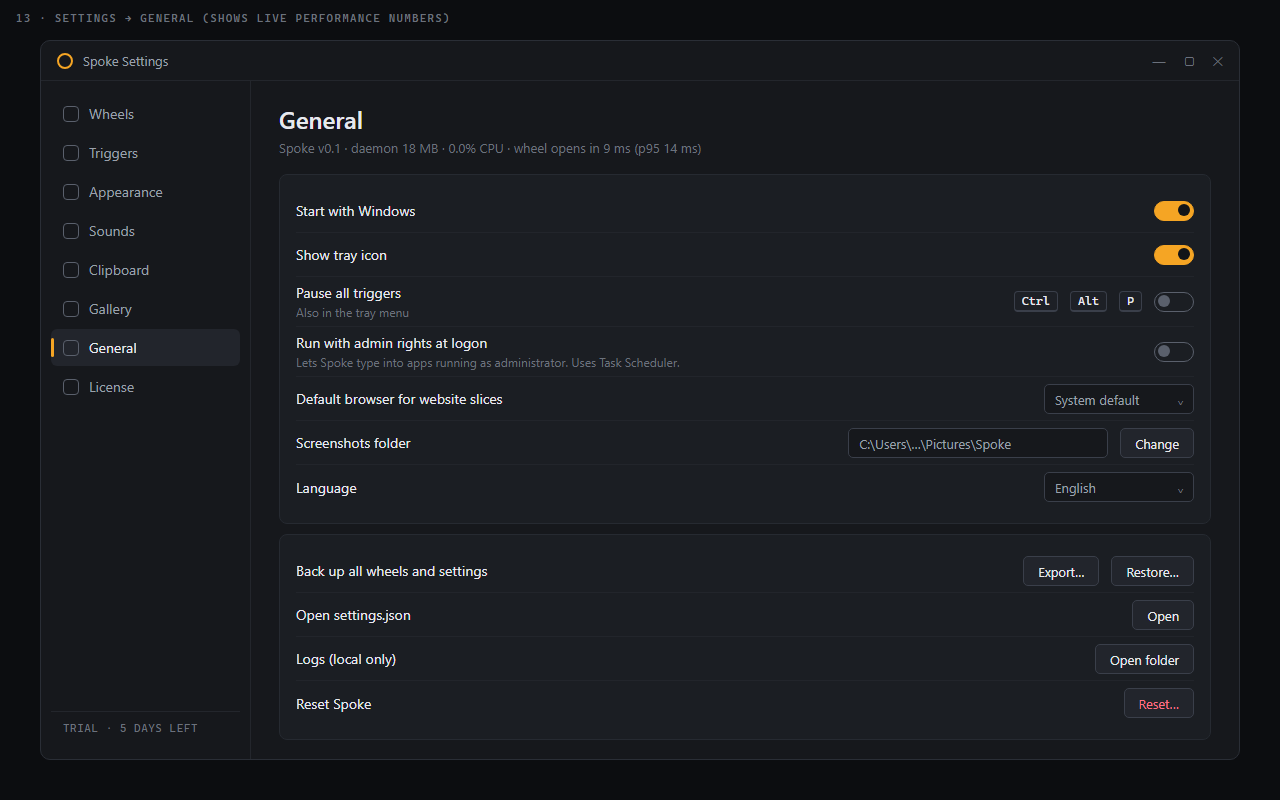 13 · SETTINGS → GENERAL (SHOWS LIVE PERFORMANCE NUMBERS)
Spoke Settings
Wheels
Triggers
Appearance
Sounds
Clipboard
Gallery
General
License
TRIAL · 5 DAYS LEFT
General
Spoke v0.1 · daemon 18 MB · 0.0% CPU · wheel opens in 9 ms (p95 14 ms)
Start with Windows
Show tray icon
Pause all triggers
Also in the tray menu
Ctrl Alt P
Run with admin rights at logon
Lets Spoke type into apps running as administrator. Uses Task Scheduler.
Default browser for website slices
System default
Screenshots folder
C:\Users\...\Pictures\Spoke
Change
Language
English
Back up all wheels and settings
Export...
Restore...
Open settings.json
Open
Logs (local only)
Open folder
Reset Spoke
Reset...